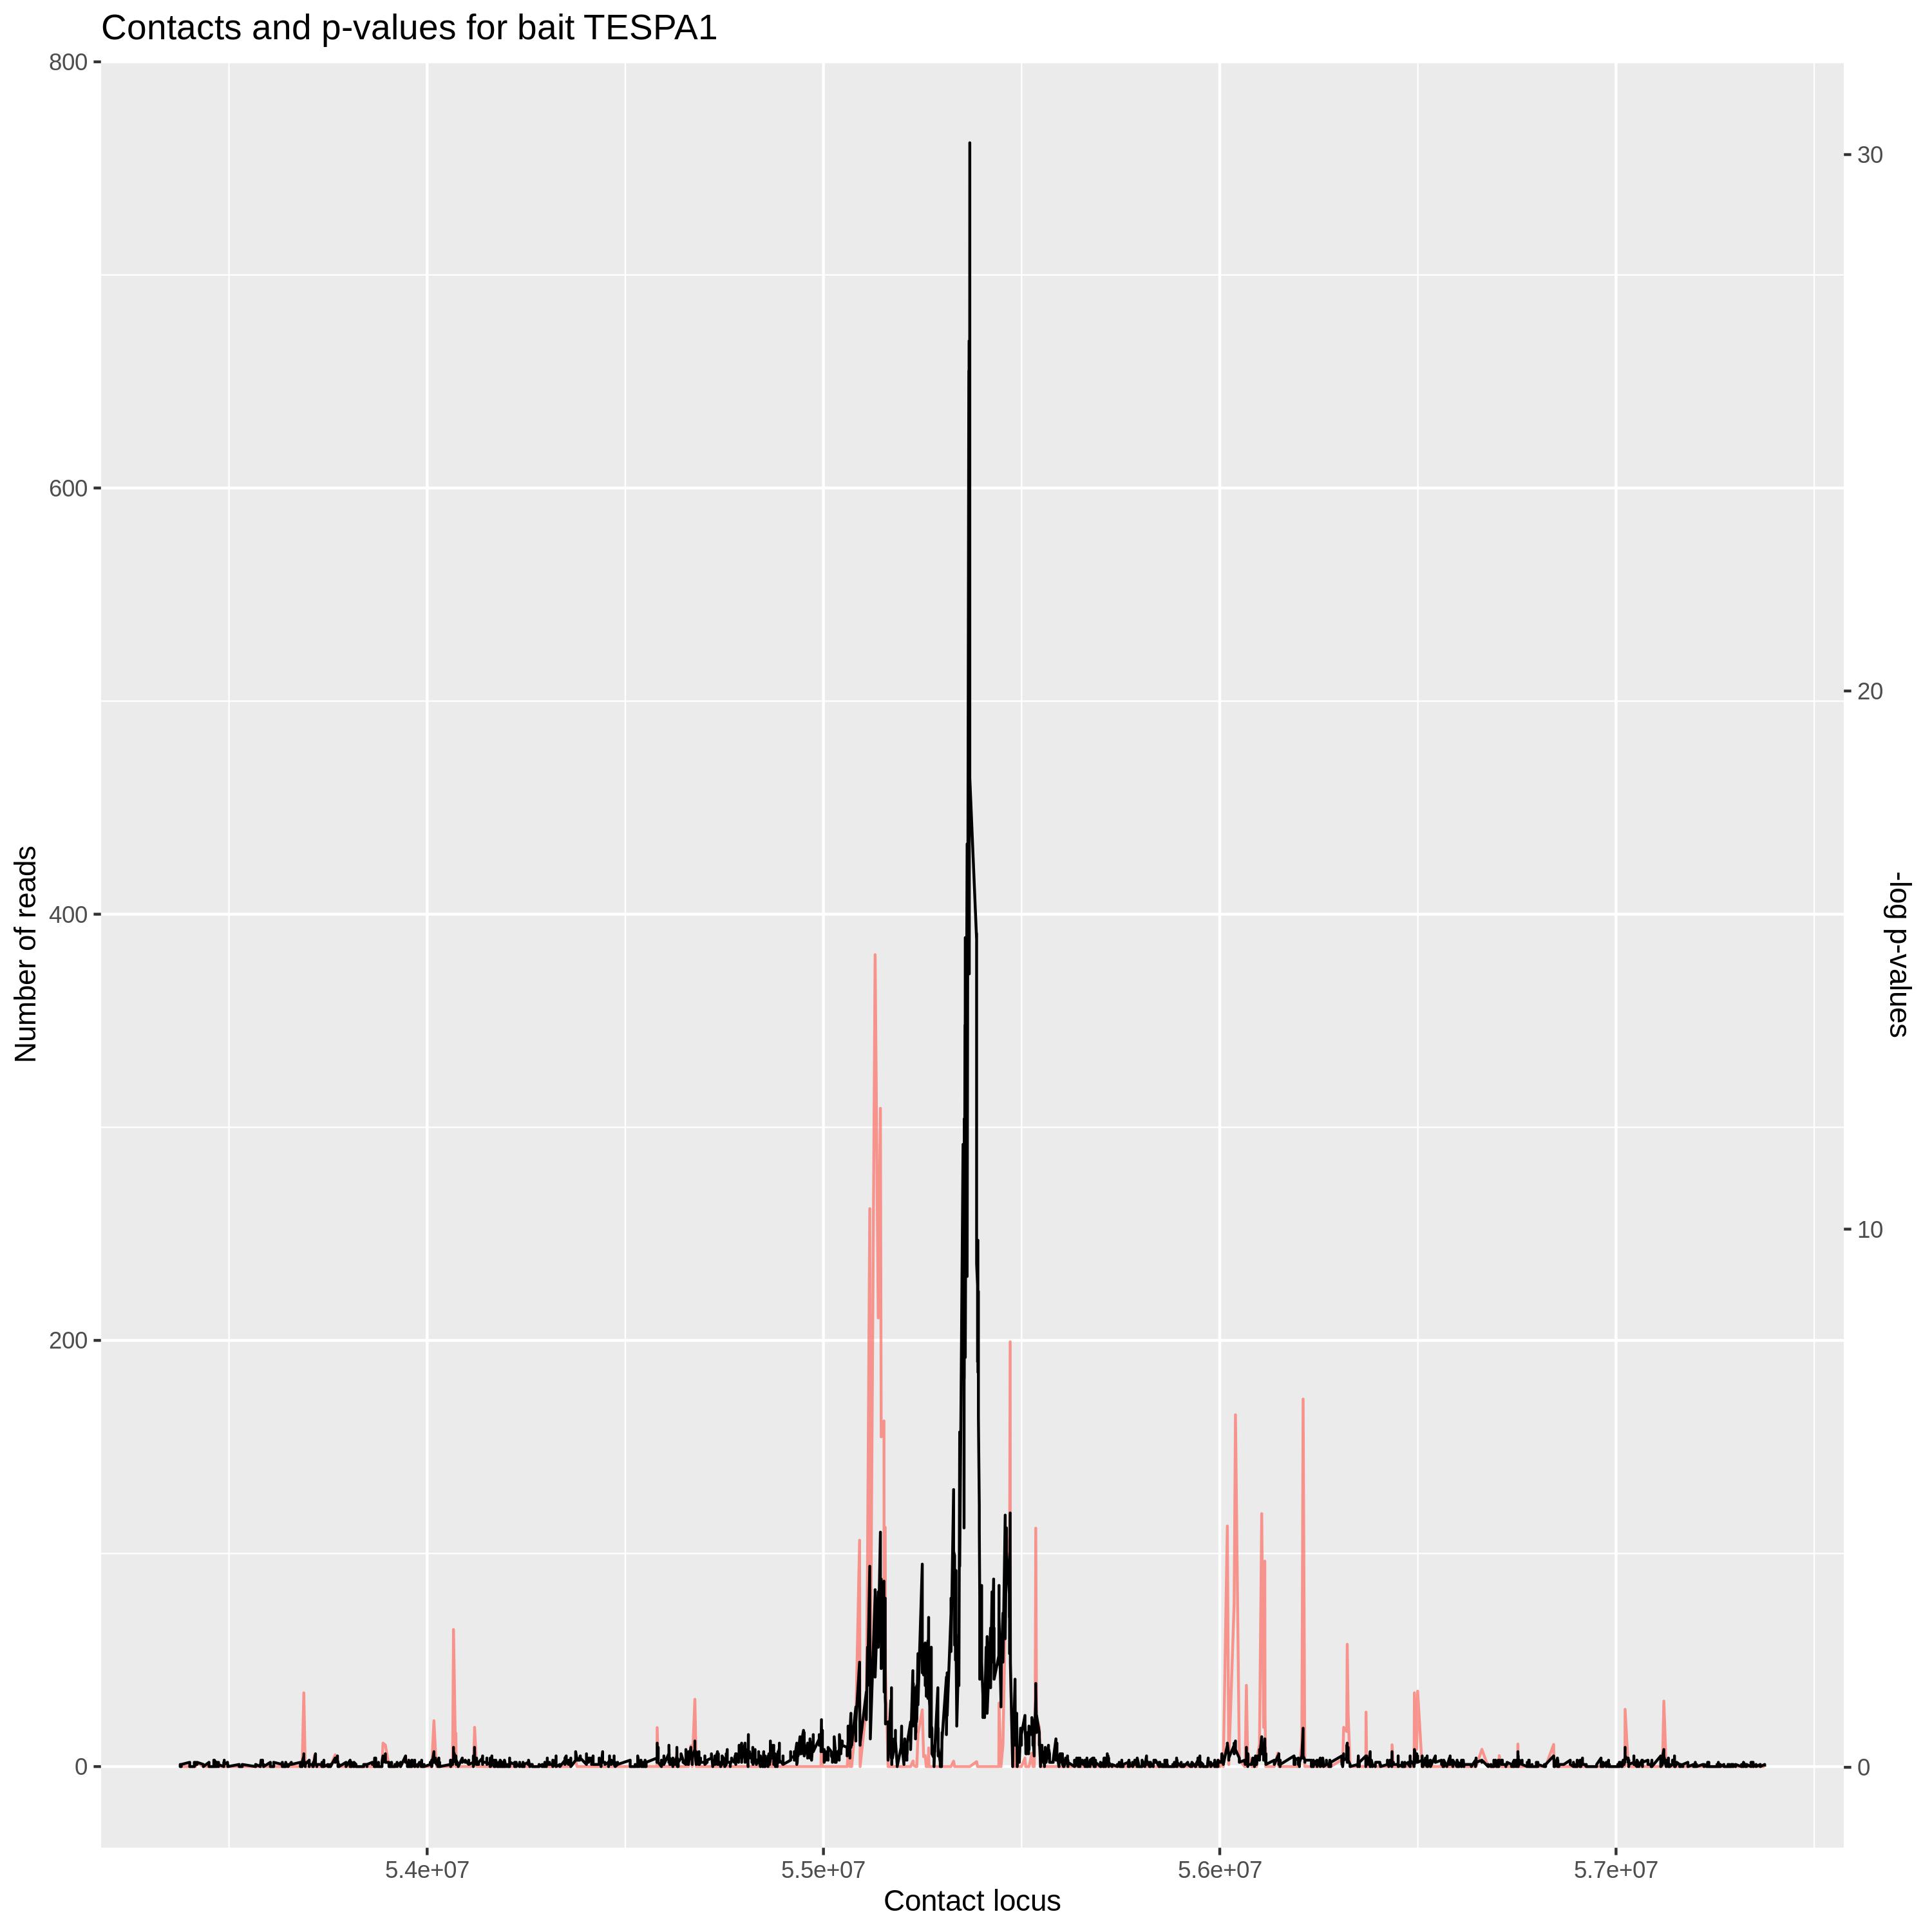 Contacts and p-values for bait TESPA1
800
600
400
200
0
Number of reads
30
20
10
0
-log p-values
5.4e+07
5.5e+07
5.6e+07
5.7e+07
Contact locus